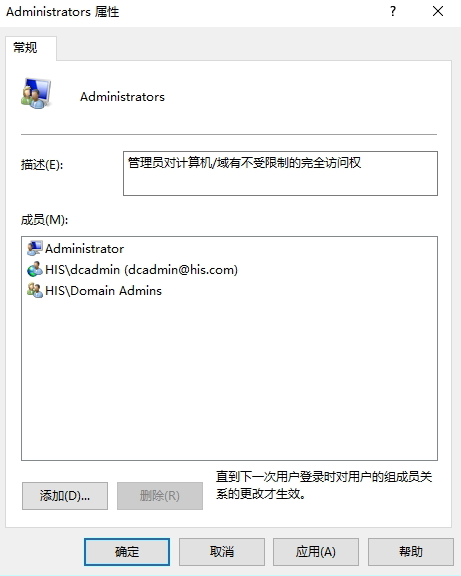 Administrators 属性
?
常规
Administrators
描述(E):
管理员对计算机/域有不受限制的完全访问权
成员(M):
Administrator
HIS\dcadmin (dcadmin@his.com)
HIS\Domain Admins
添加(D)...
删除(R)
直到下一次用户登录时对用户的组成员关
系的更改才生效。
确定
取消
应用(A)
帮助